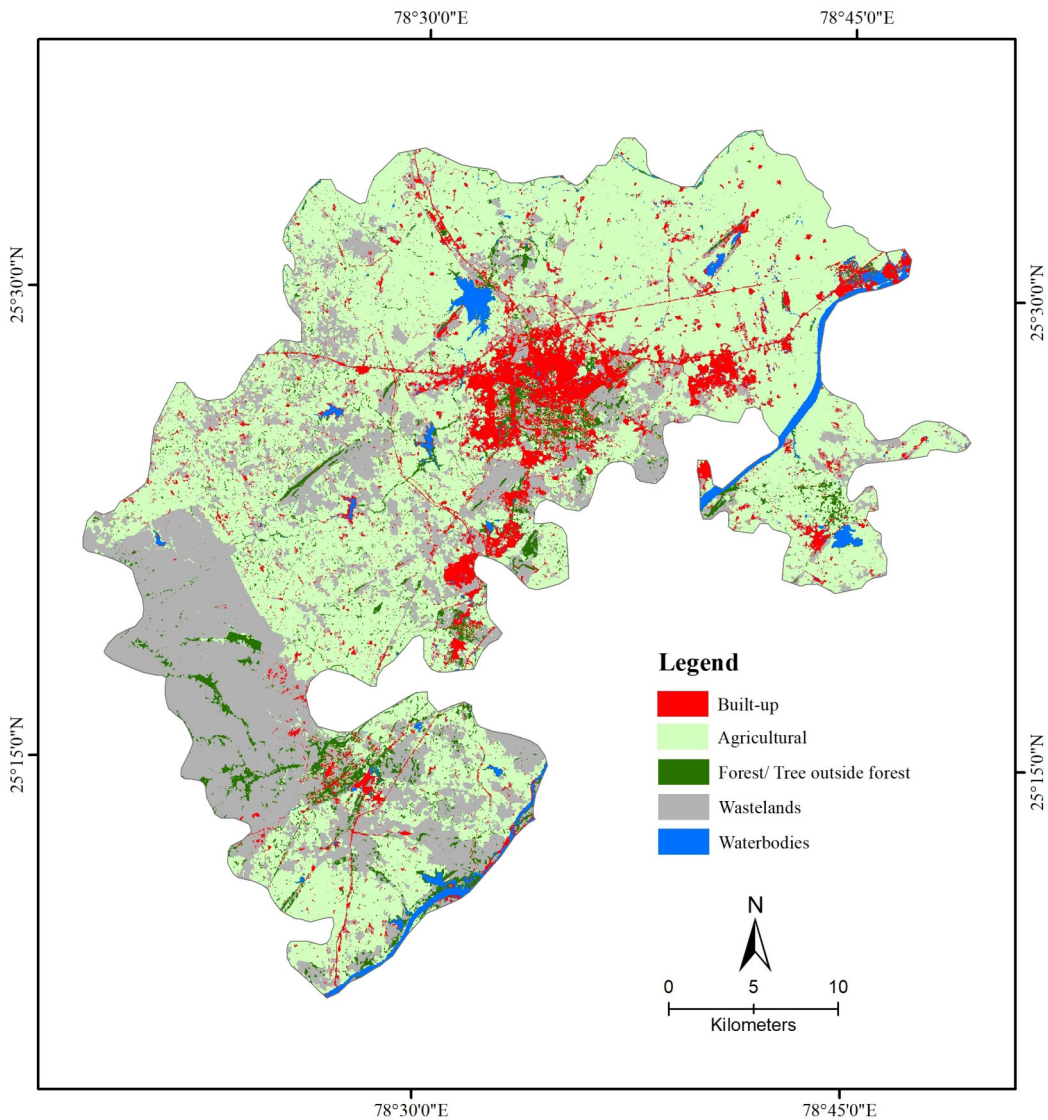 78°30'0"E
78°45'0"E
25°30'0"N
25°30'0"N
Legend
Built-up
Agricultural
Forest/ Tree outside forest
Wastelands
Waterbodies
25°15'0"N
25°15'0"N
N
0 5 10
Kilometers
78°30'0"E
78°45'0"E